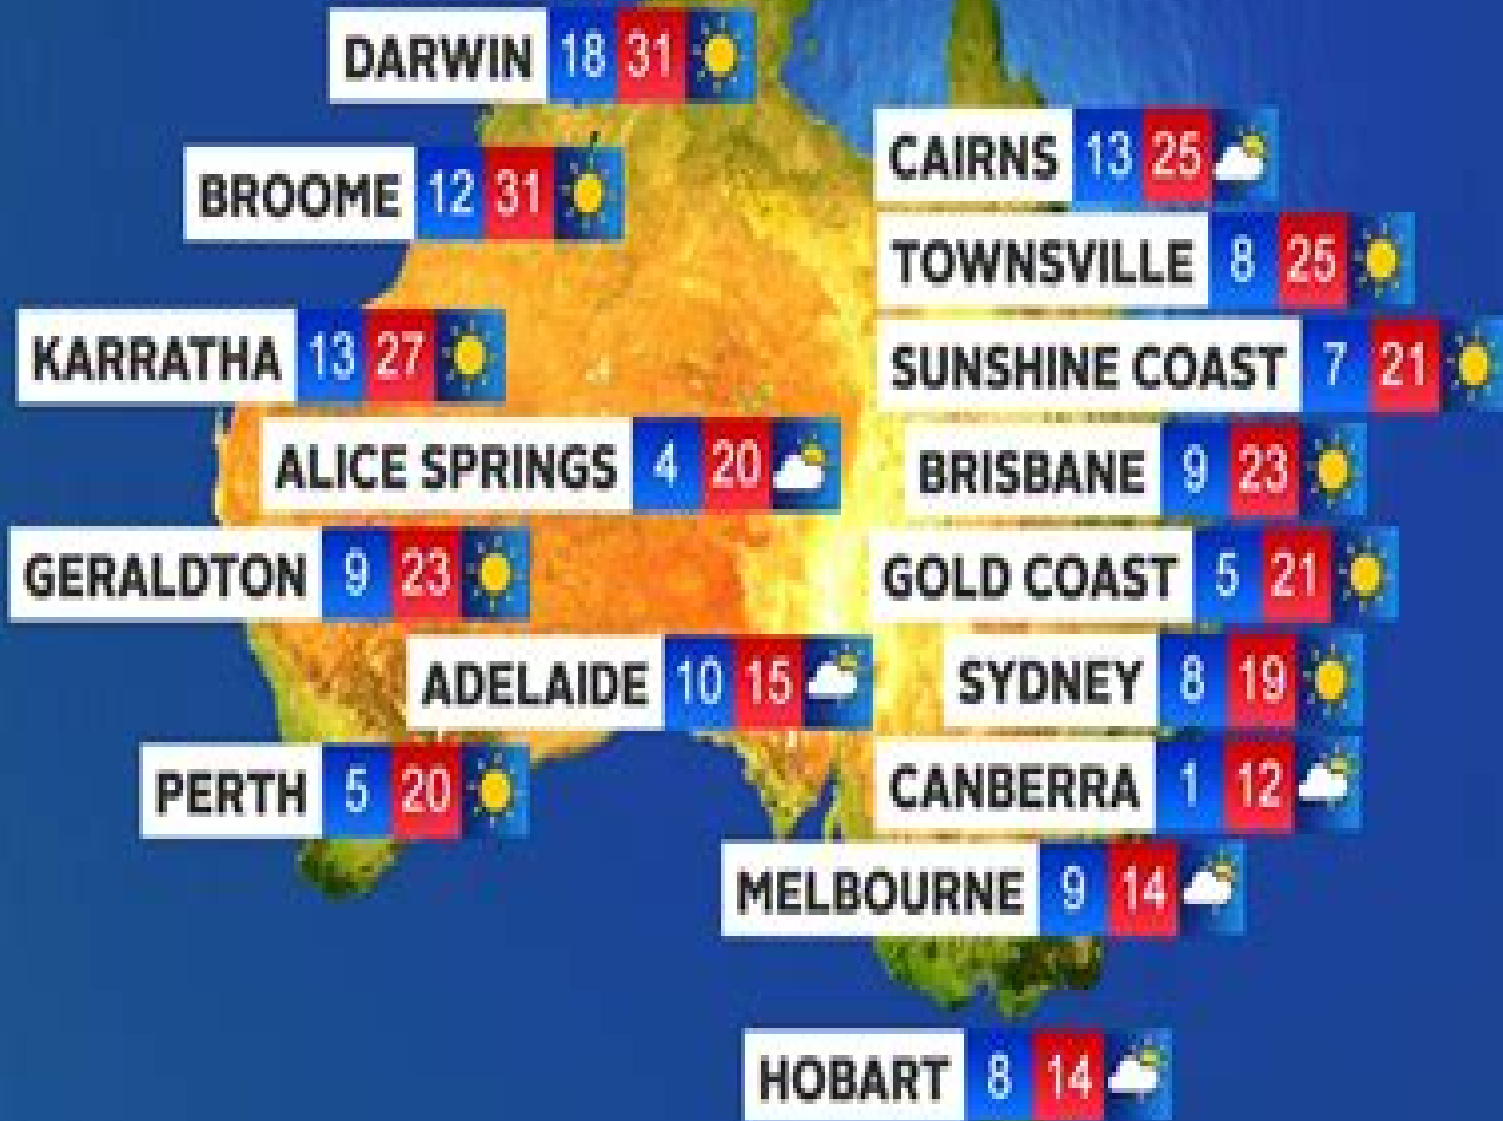 DARWIN 18 31
CAIRNS 13 25
BROOME 12 31
TOWNSVILLE 8 25
KARRATHA 13 27
SUNSHINE COAST 7 21
ALICE SPRINGS 4 20
BRISBANE 9 23
GERALDTON 9 23
GOLD COAST 5 21
ADELAIDE 10 15
SYDNEY 8 19
PERTH 5 20
CANBERRA 1 12
MELBOURNE 9 14
HOBART 8 14